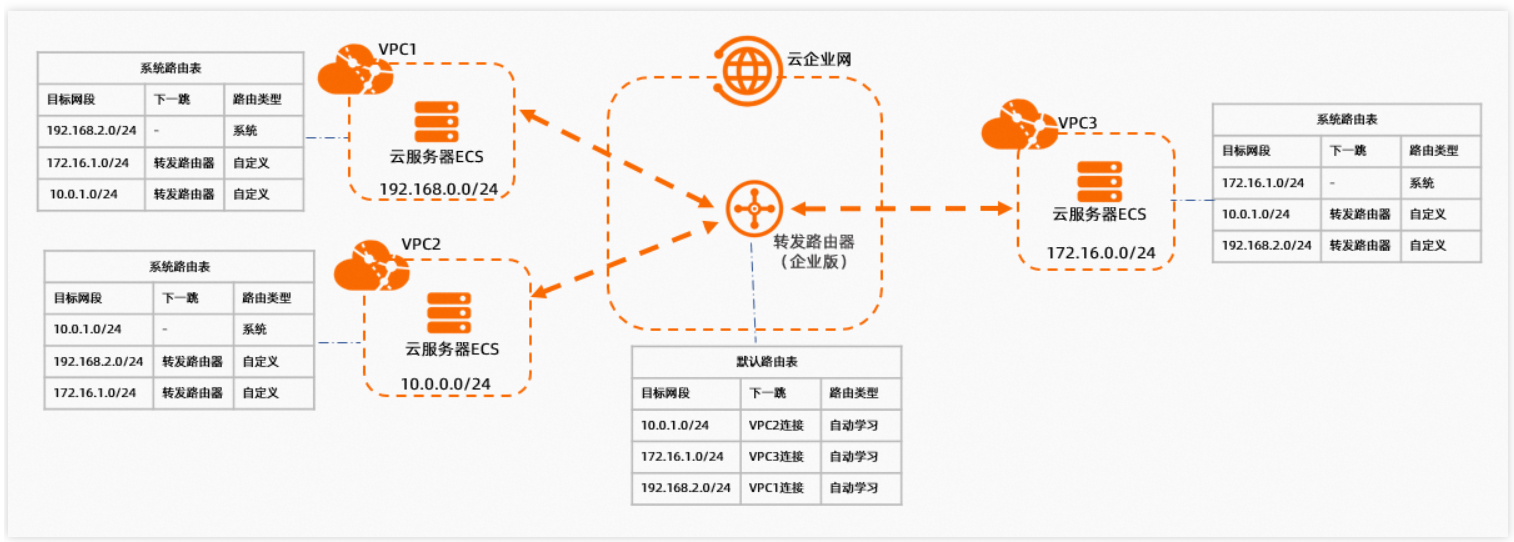 VPC1
系统路由表
目标网段 下一跳 路由类型
192.168.2.0/24 - 系统
172.16.1.0/24 转发路由器 自定义
10.0.1.0/24 转发路由器 自定义
云服务器ECS
192.168.0.0/24
VPC2
系统路由表
目标网段 下一跳 路由类型
10.0.1.0/24 - 系统
192.168.2.0/24 转发路由器 自定义
172.16.1.0/24 转发路由器 自定义
云服务器ECS
10.0.0.0/24
云企业网
转发路由器
（企业版）
默认路由表
目标网段 下一跳 路由类型
10.0.1.0/24 VPC2连接 自动学习
172.16.1.0/24 VPC3连接 自动学习
192.168.2.0/24 VPC1连接 自动学习
VPC3
云服务器ECS
172.16.0.0/24
系统路由表
目标网段 下一跳 路由类型
172.16.1.0/24 - 系统
10.0.1.0/24 转发路由器 自定义
192.168.2.0/24 转发路由器 自定义